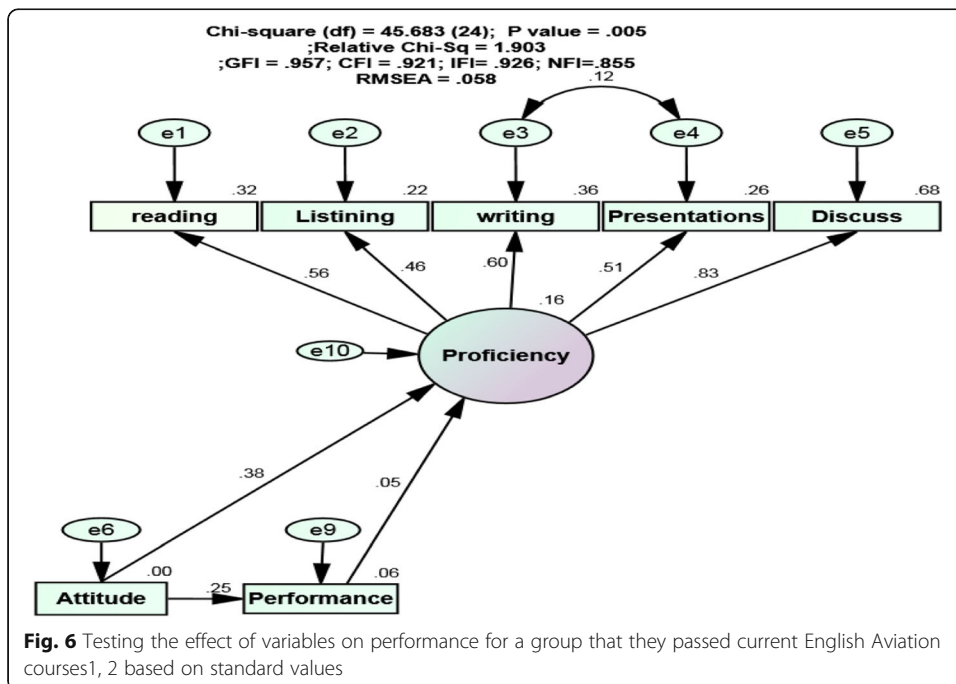 Chi-square (df) = 45.683 (24); P value = .005
;Relative Chi-Sq = 1.903
;GFI = .957; CFI = .921; IFI= .926; NFI=.855
RMSEA = .058
.12
e1 e2 e3 e4 e5
.32 .22 .36 .26 .68
reading Listining writing Presentations Discuss
.56 .46 .60 .51 .83
.16
e10 Proficiency
.38 .05
e6 e9
.00 .25 .06
Attitude Performance
Fig. 6 Testing the effect of variables on performance for a group that they passed current English Aviation
courses1, 2 based on standard values